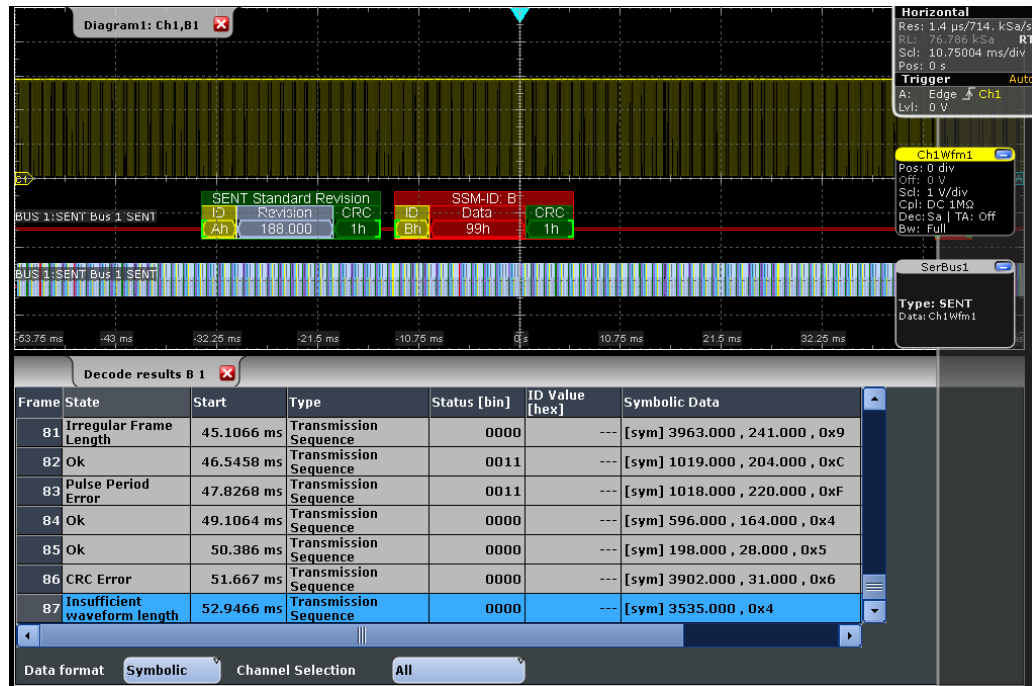 Diagram1: Ch1,B1
Horizontal
Res: 1.4 µs/714. kSa/s
RL: 76.786 kSa RT
Scl: 10.75004 ms/div
Pos: 0 s
Trigger Auto
A: Edge Ch1
Lvl: 0 V
C1
Ch1Wfm1
Pos: 0 div
Off: 0 V
Scl: 1 V/div
Cpl: DC 1MΩ
Dec: Sa | TA: Off
Bw: Full
SENT Standard Revision
SSM-ID: B
BUS 1:SENT Bus 1 SENT
ID Revision CRC ID Data CRC
Ah 188.000 1h Bh 99h 1h
BUS 1:SENT Bus 1 SENT
SerBus1
Type: SENT
Data: Ch1Wfm1
-53.75 ms -43 ms -32.25 ms -21.5 ms -10.75 ms 0 s 10.75 ms 21.5 ms 32.25 ms
Decode results B 1
Frame State Start Type Status [bin] ID Value [hex] Symbolic Data
81 Irregular Frame Length 45.1066 ms Transmission Sequence 0000 --- [sym] 3963.000 , 241.000 , 0x9
82 Ok 46.5458 ms Transmission Sequence 0011 --- [sym] 1019.000 , 204.000 , 0xC
83 Pulse Period Error 47.8268 ms Transmission Sequence 0011 --- [sym] 1018.000 , 220.000 , 0xF
84 Ok 49.1064 ms Transmission Sequence 0000 --- [sym] 596.000 , 164.000 , 0x4
85 Ok 50.386 ms Transmission Sequence 0000 --- [sym] 198.000 , 28.000 , 0x5
86 CRC Error 51.667 ms Transmission Sequence 0000 --- [sym] 3902.000 , 31.000 , 0x6
87 Insufficient waveform length 52.9466 ms Transmission Sequence 0000 --- [sym] 3535.000 , 0x4
Data format Symbolic Channel Selection All